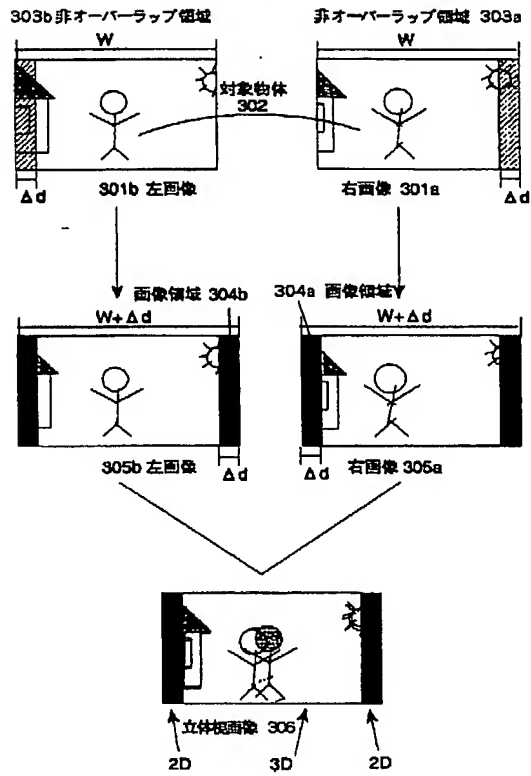 303b 非オーバーラップ領域
非オーバーラップ領域 303a
W
W
対象物体
302
Δd
301b 左画像
右画像 301a
Δd
画像領域 304b
304a 画像領域
W+Δd
W+Δd
305b 左画像
Δd
Δd
右画像 305a
立体視画像 306
2D
3D
2D